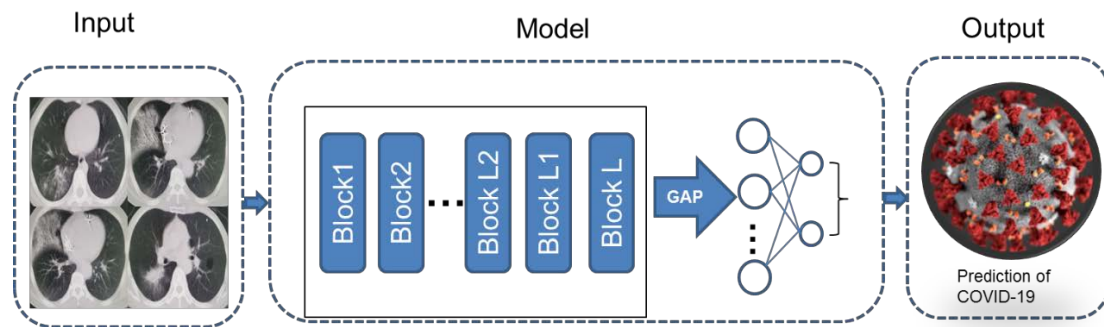 Input
Model
Output
Block1
Block2
Block L2
Block L1
Block L
GAP
Prediction of
COVID-19